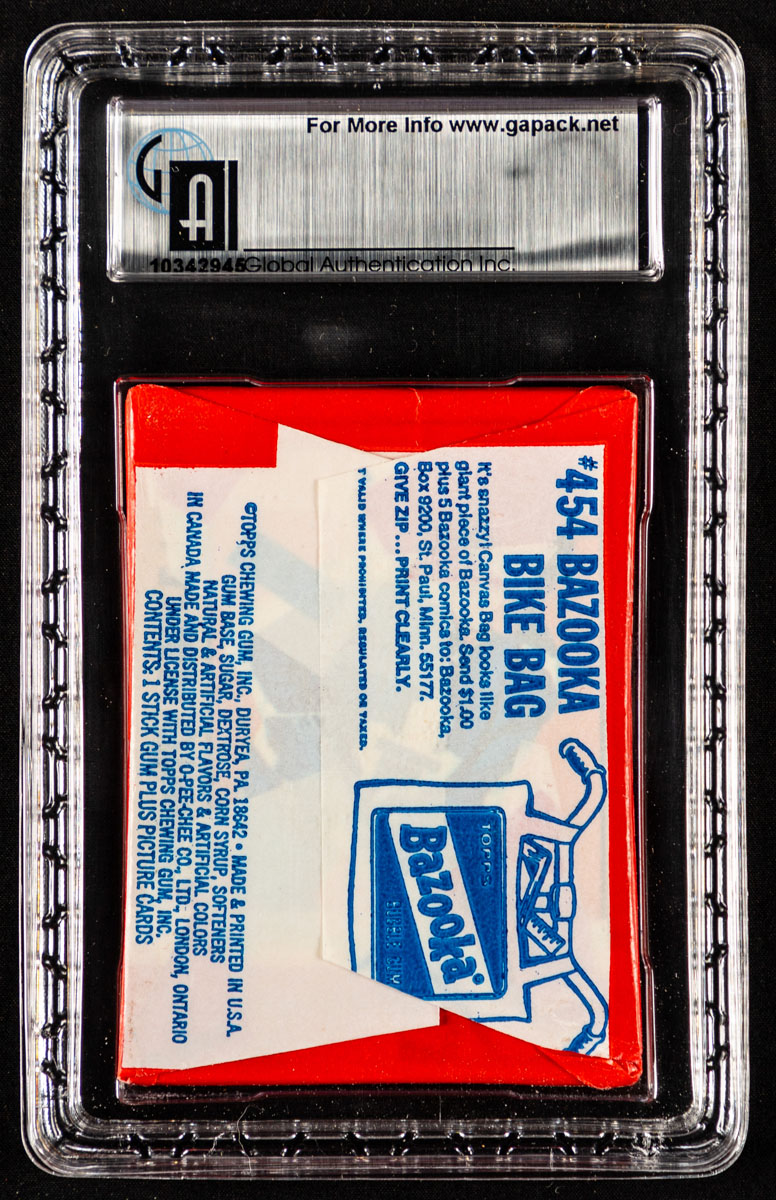 For More Info www.gapack.net
GA
10342945 Global Authentication Inc.
#454 BAZOOKA
BIKE BAG
It's snazzy! Canvas Bag looks like
giant piece of Bazooka. Send $1.00
plus 5 Bazooka comics to: Bazooka,
Box 9200, St. Paul, Minn. 55177.
GIVE ZIP... PRINT CLEARLY.
VALID WHERE PROHIBITED, REGULATED OR TAXED.
TOPPS
Bazooka
BUBBLE GUM
©TOPPS CHEWING GUM, INC., DURYEA, PA. 18642 • MADE & PRINTED IN U.S.A.
GUM BASE, SUGAR, DEXTROSE, CORN SYRUP, SOFTENERS
NATURAL & ARTIFICIAL FLAVORS & ARTIFICIAL COLORS
IN CANADA, MADE AND DISTRIBUTED BY O-PEE-CHEE CO., LTD., LONDON, ONTARIO
UNDER LICENSE WITH TOPPS CHEWING GUM, INC.
CONTENTS: 1 STICK GUM PLUS PICTURE CARDS